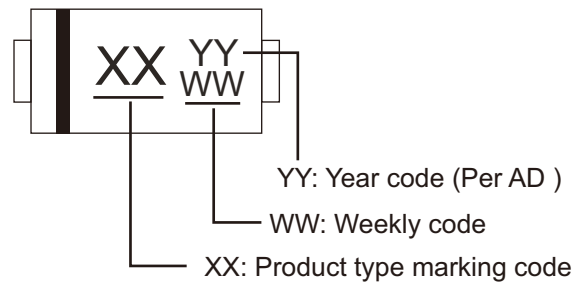 XX YY
WW
YY: Year code (Per AD )
WW: Weekly code
XX: Product type marking code